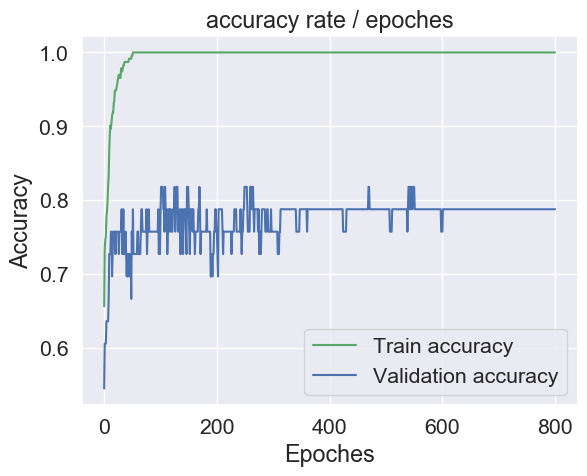 accuracy rate / epoches
1.0
0.9
0.8
0.7
0.6
Accuracy
0 200 400 600 800
Epoches
Train accuracy
Validation accuracy